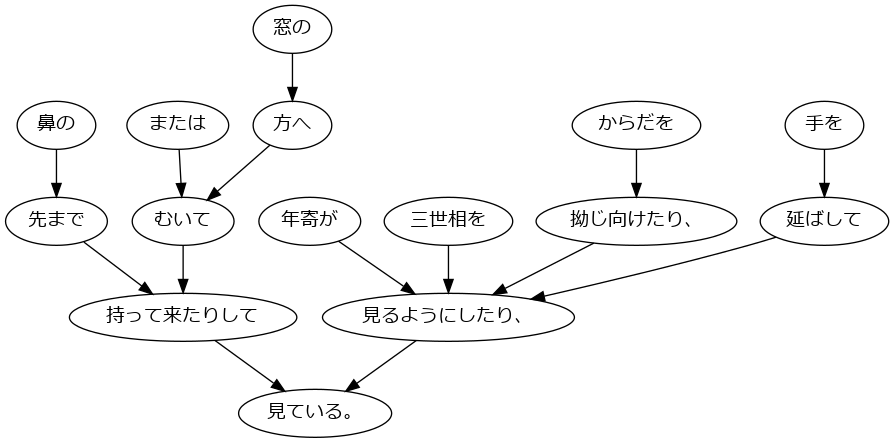 窓の
鼻の
または
方へ
からだを
手を
先まで
むいて
年寄が
三世相を
拗じ向けたり、
延ばして
持って来たりして
見るようにしたり、
見ている。